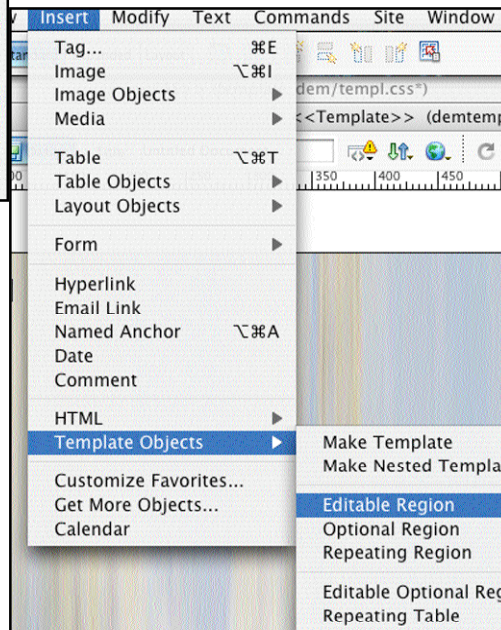 Insert Modify Text Commands Site Window
Tag... ⌘E
Image ⌥⌘I
Image Objects
dem/templ.css*)
Media
<<Template>> (demtemp
Table ⌥⌘T
Table Objects
350 400 450
Layout Objects
Form
Hyperlink
Email Link
Named Anchor ⌥⌘A
Date
Comment
HTML
Template Objects
Make Template
Make Nested Templa
Customize Favorites...
Get More Objects...
Calendar
Editable Region
Optional Region
Repeating Region
Editable Optional Reg
Repeating Table